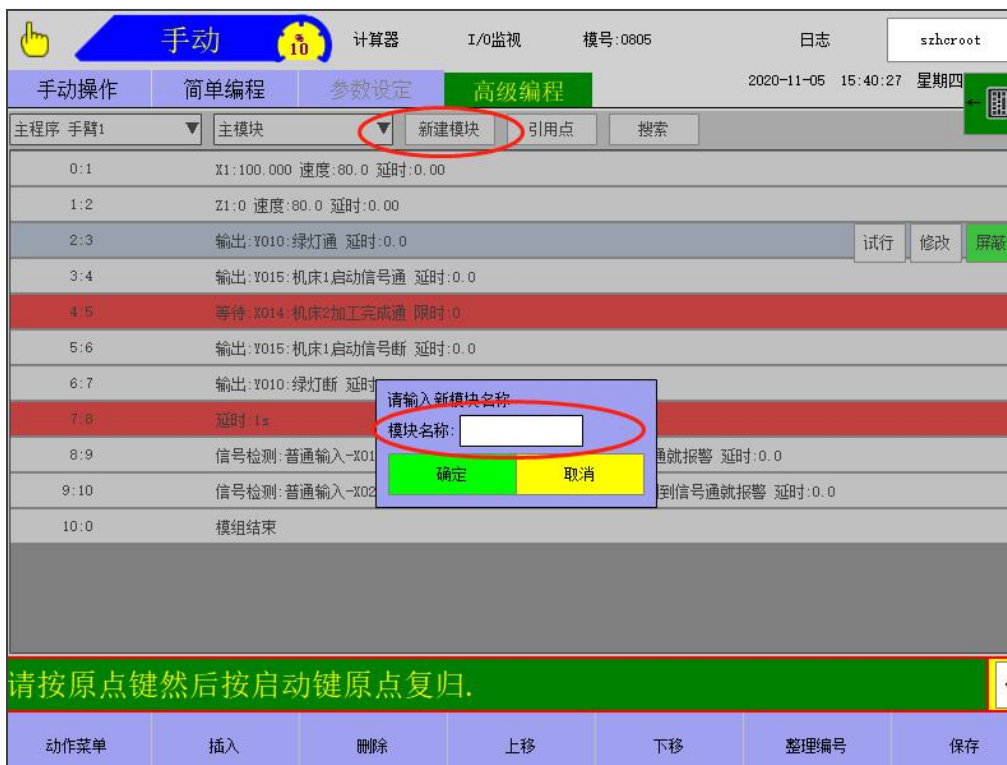 手动 % 10 计算器 I/O监视 模号:0805 日志 szhcroot
手动操作 简单编程 参数设定 高级编程 2020-11-05 15:40:27 星期四
主程序 手臂1 主模块 新建模块 引用点 搜索
0:1 X1:100.000 速度:80.0 延时:0.00
1:2 Z1:0 速度:80.0 延时:0.00
2:3 输出:Y010:绿灯通 延时:0.0 试行 修改 屏蔽
3:4 输出:Y015:机床1启动信号通 延时:0.0
4:5 等待:X014:机床2加工完成通 限时:0
5:6 输出:Y015:机床1启动信号断 延时:0.0
6:7 输出:Y010:绿灯断 延时
7:8 延时:1s
8:9 信号检测:普通输入-X01 通就报警 延时:0.0
9:10 信号检测:普通输入-X02 到信号通就报警 延时:0.0
10:0 模组结束
请输入新模块名称
模块名称:
确定 取消
请按原点键然后按启动键原点复归.
动作菜单 插入 删除 上移 下移 整理编号 保存